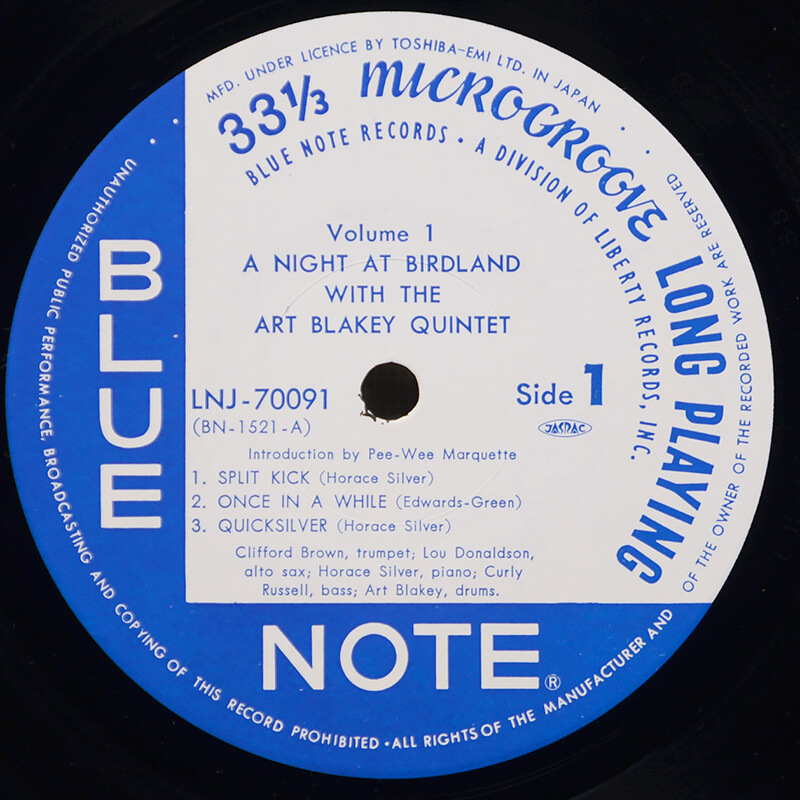 MFD. UNDER LICENCE BY TOSHIBA-EMI LTD. IN JAPAN
33⅓ MICROGROOVE LONG PLAYING
BLUE NOTE RECORDS • A DIVISION OF LIBERTY RECORDS, INC.
Volume 1
A NIGHT AT BIRDLAND
WITH THE
ART BLAKEY QUINTET
LNJ-70091
(BN-1521-A)
Side 1
JASRAC
Introduction by Pee-Wee Marquette
1. SPLIT KICK (Horace Silver)
2. ONCE IN A WHILE (Edwards-Green)
3. QUICKSILVER (Horace Silver)
Clifford Brown, trumpet; Lou Donaldson,
alto sax; Horace Silver, piano; Curly
Russell, bass; Art Blakey, drums.
BLUE
NOTE®
UNAUTHORIZED PUBLIC PERFORMANCE, BROADCASTING AND COPYING OF THIS RECORD PROHIBITED • ALL RIGHTS OF THE MANUFACTURER AND OF THE OWNER OF THE RECORDED WORK ARE RESERVED